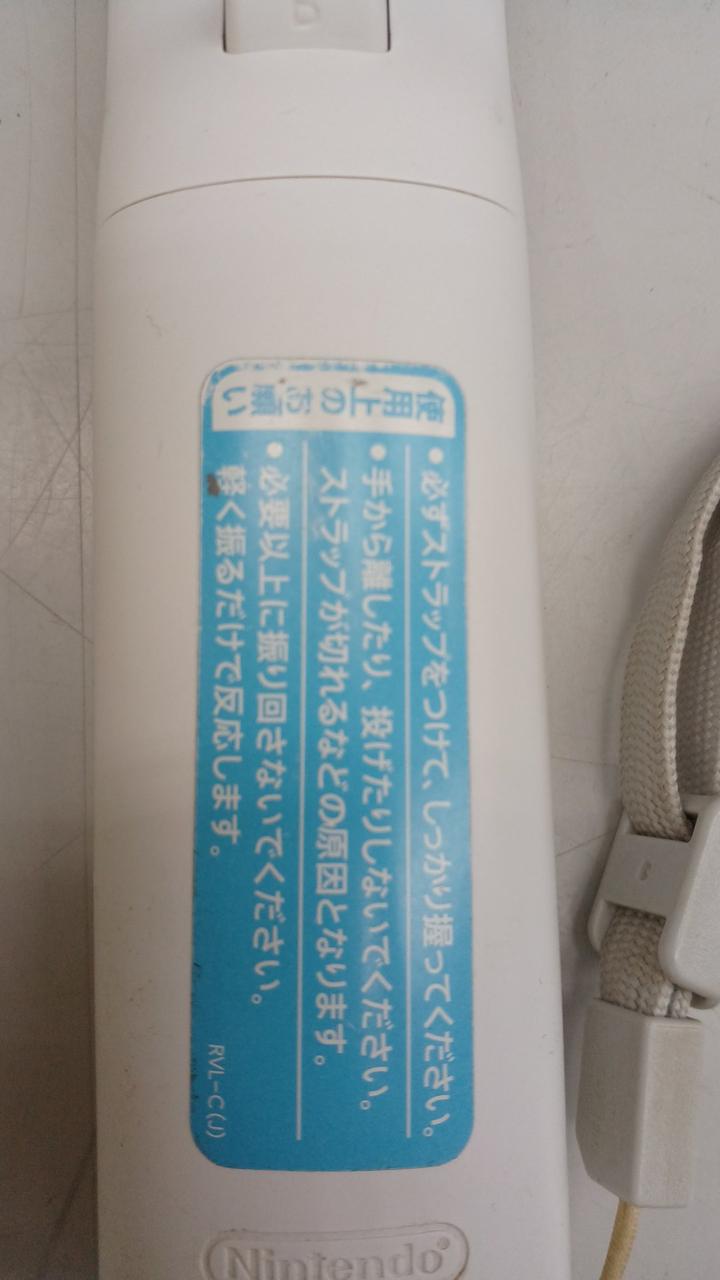 使用上のお願い
●必ずストラップをつけて、しっかり握ってください。
●手から離したり、投げたりしないでください。
ストラップが切れるなどの原因となります。
●必要以上に振り回さないでください。
軽く振るだけで反応します。
RVL-C(J)
Nintendo®